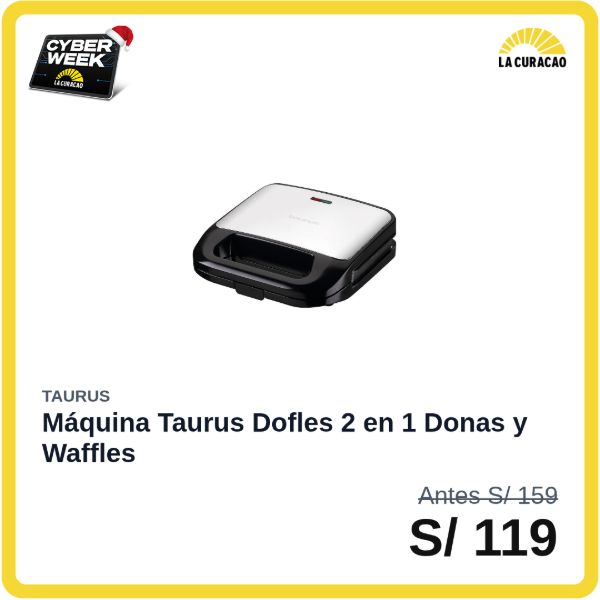 CYBER
WEEK
LA CURACAO
LA CURACAO
TAURUS
Máquina Taurus Dofles 2 en 1 Donas y
Waffles
Antes S/ 159
S/ 119